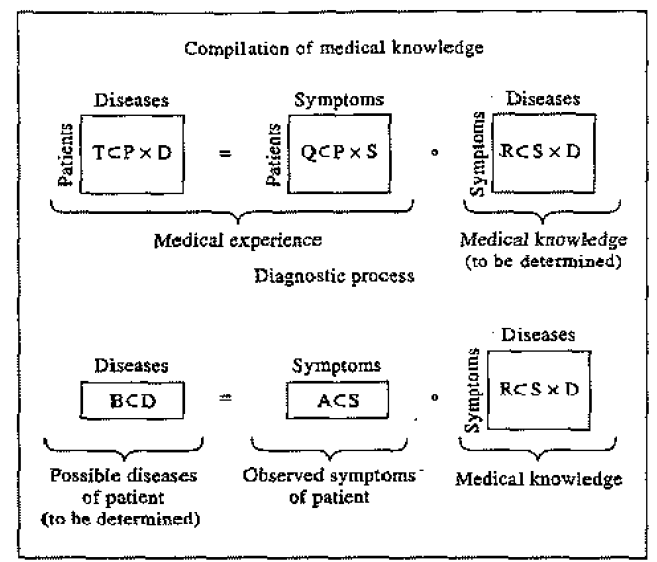 Compilation of medical knowledge
Diseases Symptoms Diseases
Patients T⊂P × D = Patients Q⊂P × S ∘ Symptoms R⊂S × D
Medical experience Medical knowledge
(to be determined)
Diagnostic process
Diseases Symptoms Diseases
B⊂D = A⊂S ∘ Symptoms R⊂S × D
Possible diseases Observed symptoms Medical knowledge
of patient of patient
(to be determined)